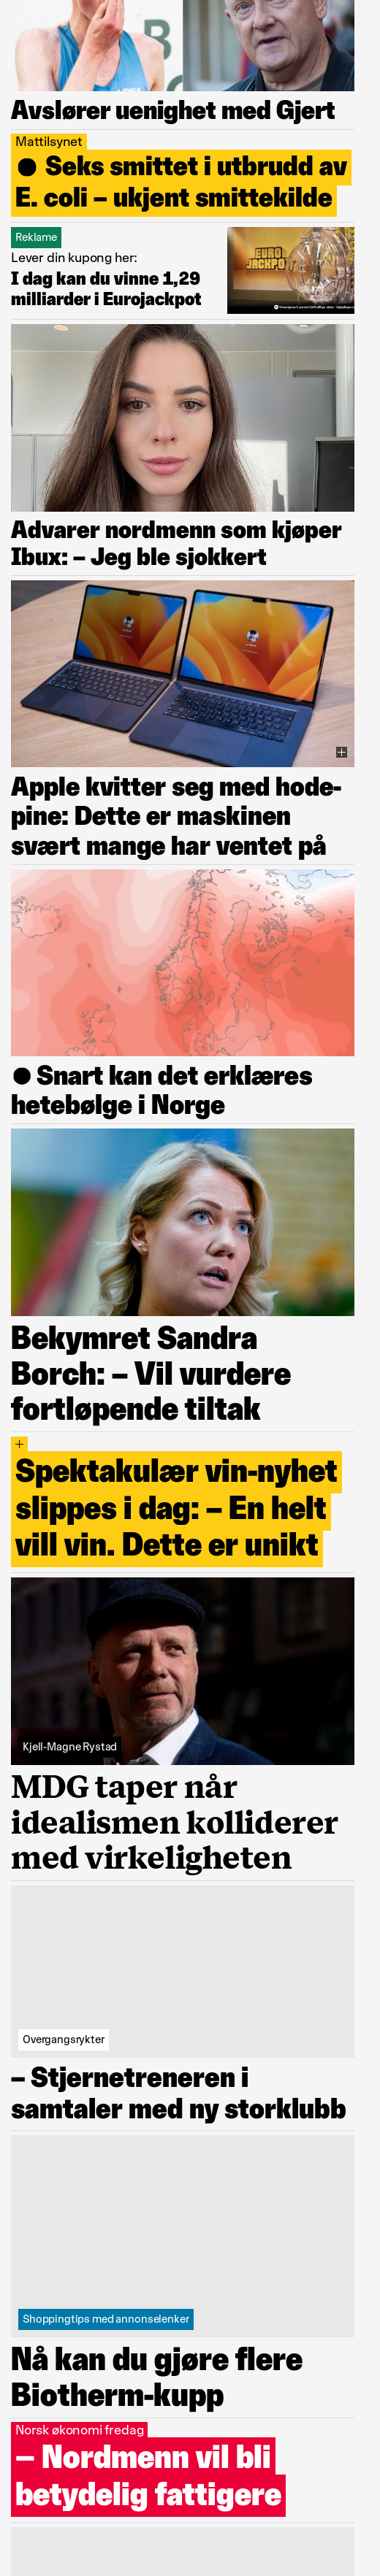 Avslører uenighet med Gjert
Mattilsynet
● Seks smittet i utbrudd av
E. coli – ukjent smittekilde
Reklame
Lever din kupong her:
I dag kan du vinne 1,29
milliarder i Eurojackpot
EURO
JACKPOT
Advarer nordmenn som kjøper
Ibux: – Jeg ble sjokkert
Apple kvitter seg med hode-
pine: Dette er maskinen
svært mange har ventet på
● Snart kan det erklæres
hetebølge i Norge
Bekymret Sandra
Borch: – Vil vurdere
fortløpende tiltak
+
Spektakulær vin-nyhet
slippes i dag: – En helt
vill vin. Dette er unikt
Kjell-Magne Rystad
MDG taper når
idealismen kolliderer
med virkeligheten
Overgangsrykter
– Stjernetreneren i
samtaler med ny storklubb
Shoppingtips med annonselenker
Nå kan du gjøre flere
Biotherm-kupp
Norsk økonomi fredag
– Nordmenn vil bli
betydelig fattigere